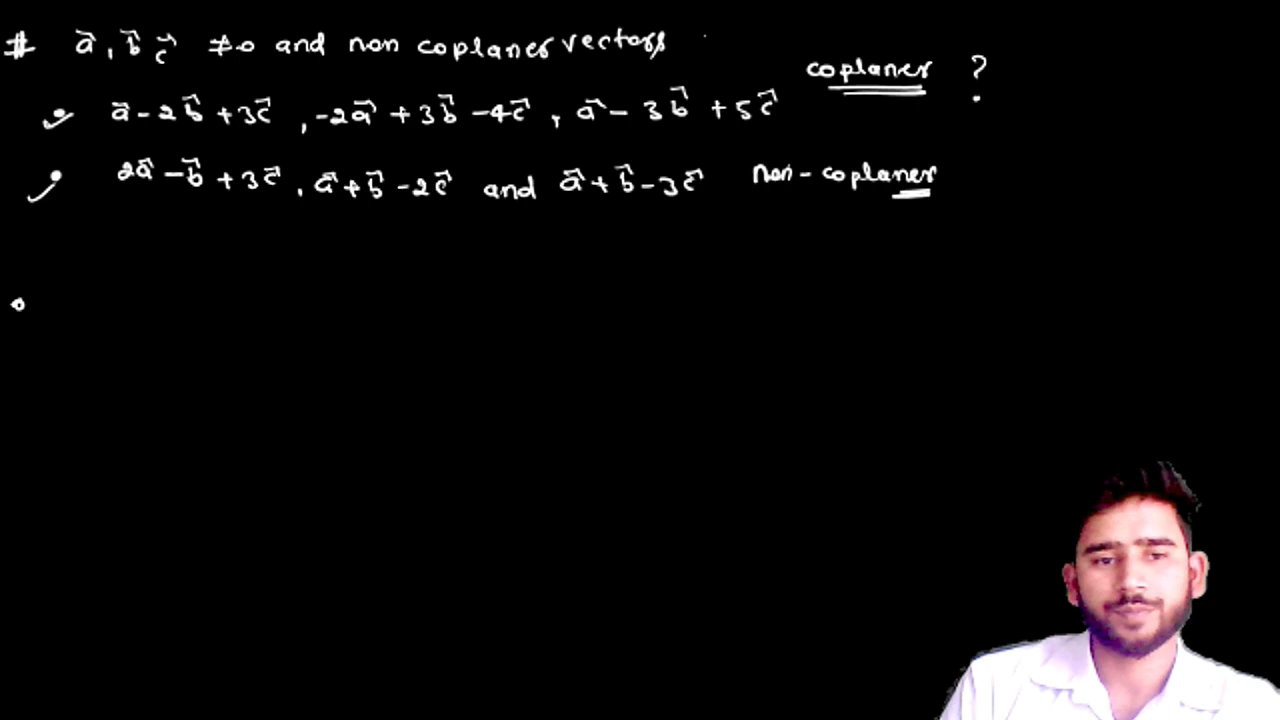 # a⃗, b⃗ c⃗ ≠0 and non coplaner vectors
coplaner ?
• a⃗ - 2b⃗ + 3c⃗, -2a⃗ + 3b⃗ - 4c⃗, a⃗ - 3b⃗ + 5c⃗
• 2a⃗ - b⃗ + 3c⃗, a⃗ + b⃗ - 2c⃗ and a⃗ + b⃗ - 3c⃗ non-coplaner